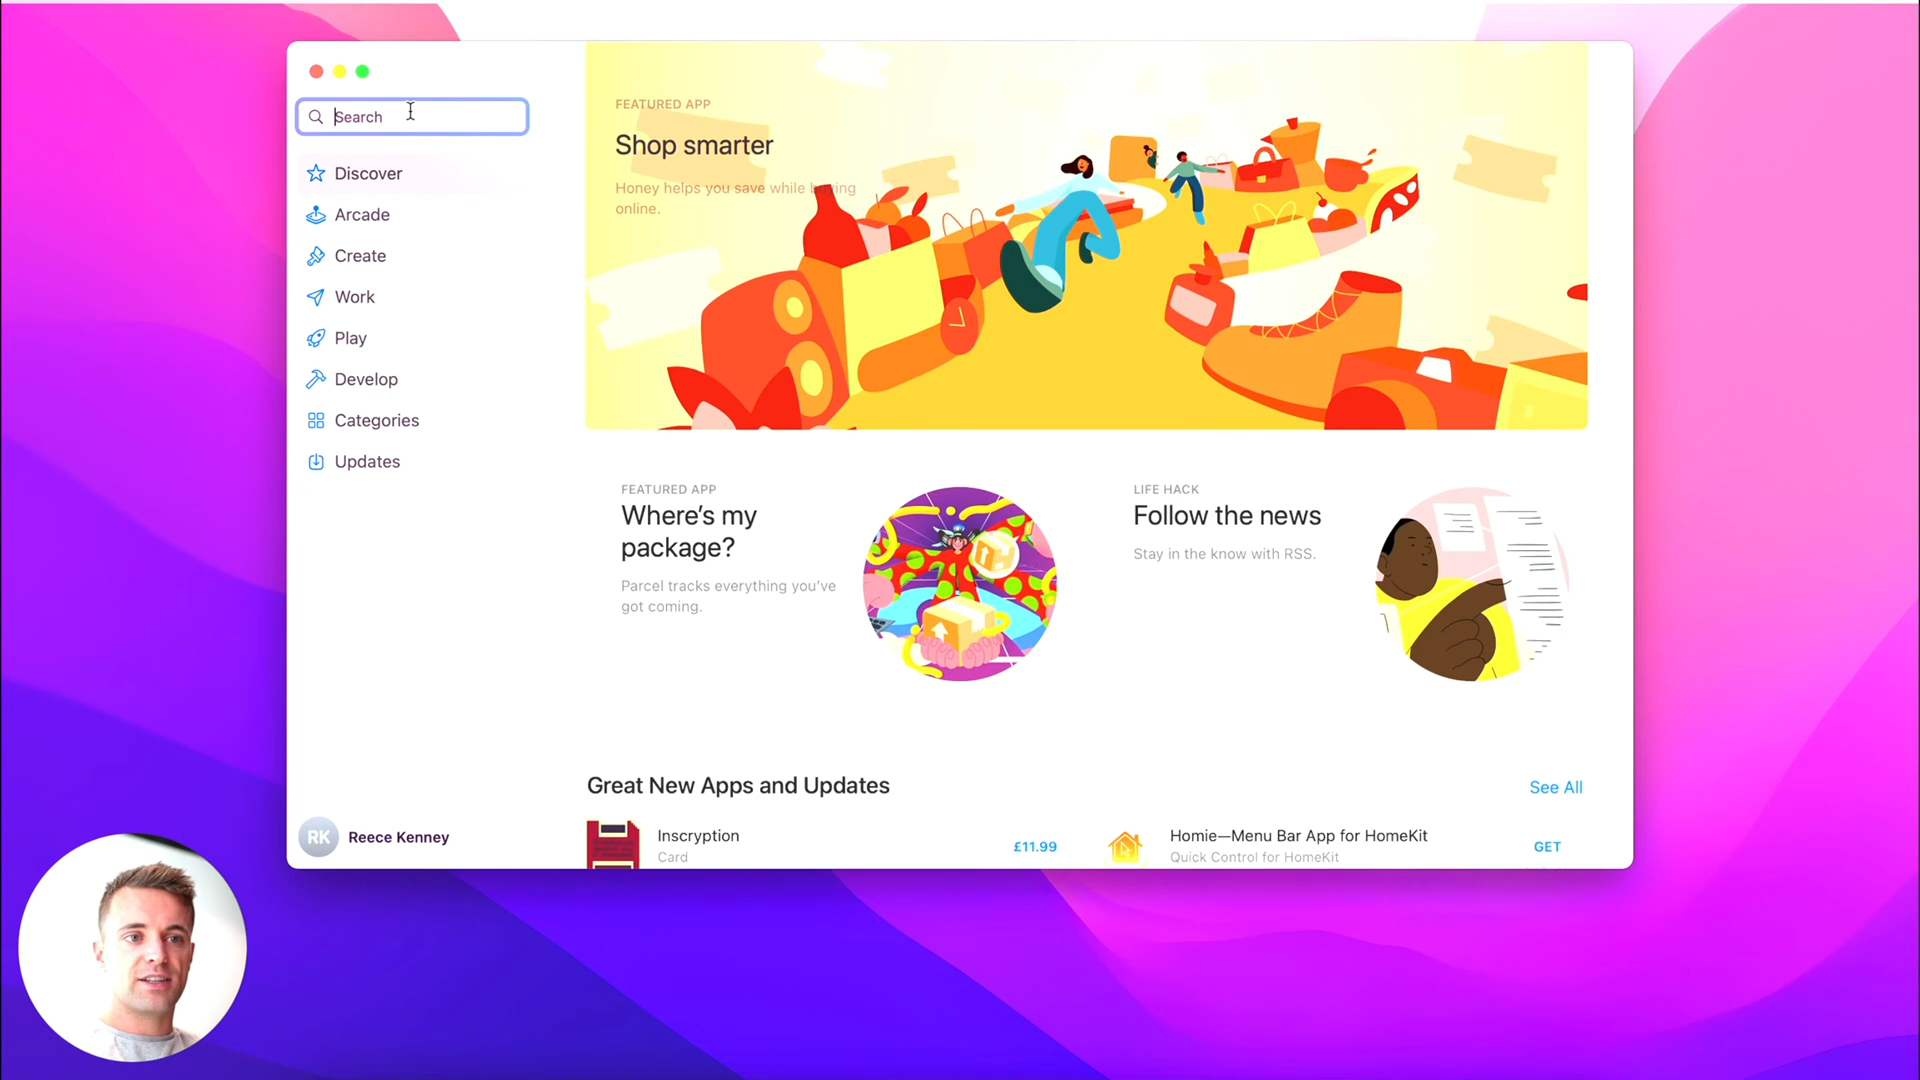 Search
Discover
Arcade
Create
Work
Play
Develop
Categories
Updates
RK
Reece Kenney
FEATURED APP
Shop smarter
Honey helps you save while buying
online.
FEATURED APP
Where's my
package?
Parcel tracks everything you've
got coming.
LIFE HACK
Follow the news
Stay in the know with RSS.
Great New Apps and Updates
See All
Inscryption
Card
£11.99
Homie—Menu Bar App for HomeKit
Quick Control for HomeKit
GET